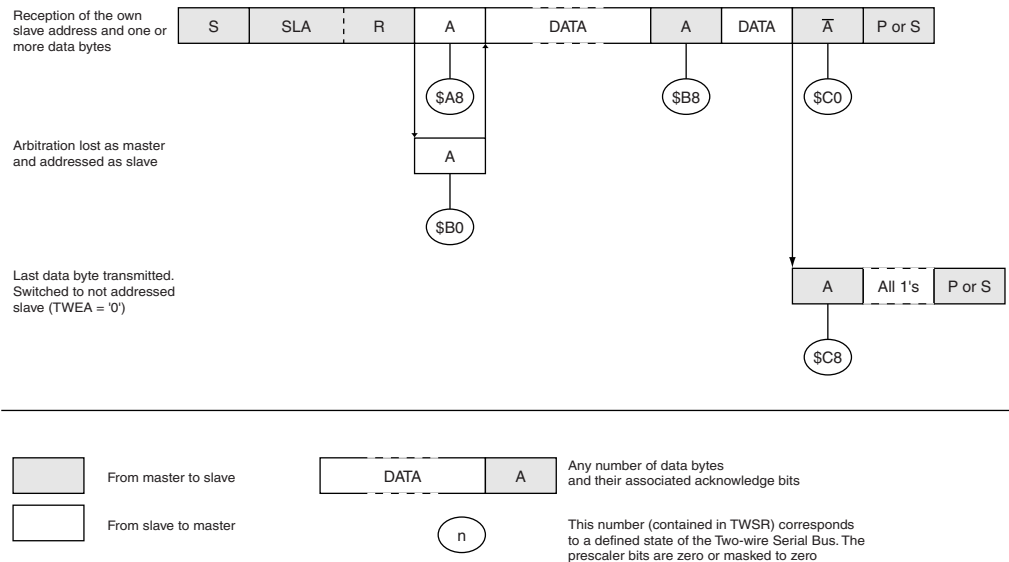 Reception of the own
slave address and one or
more data bytes
S SLA R A DATA A DATA A̅ P or S
$A8 $B8 $C0
Arbitration lost as master
and addressed as slave
A
$B0
Last data byte transmitted.
Switched to not addressed
slave (TWEA = '0')
A All 1's P or S
$C8
From master to slave
DATA A
Any number of data bytes
and their associated acknowledge bits
From slave to master
n
This number (contained in TWSR) corresponds
to a defined state of the Two-wire Serial Bus. The
prescaler bits are zero or masked to zero